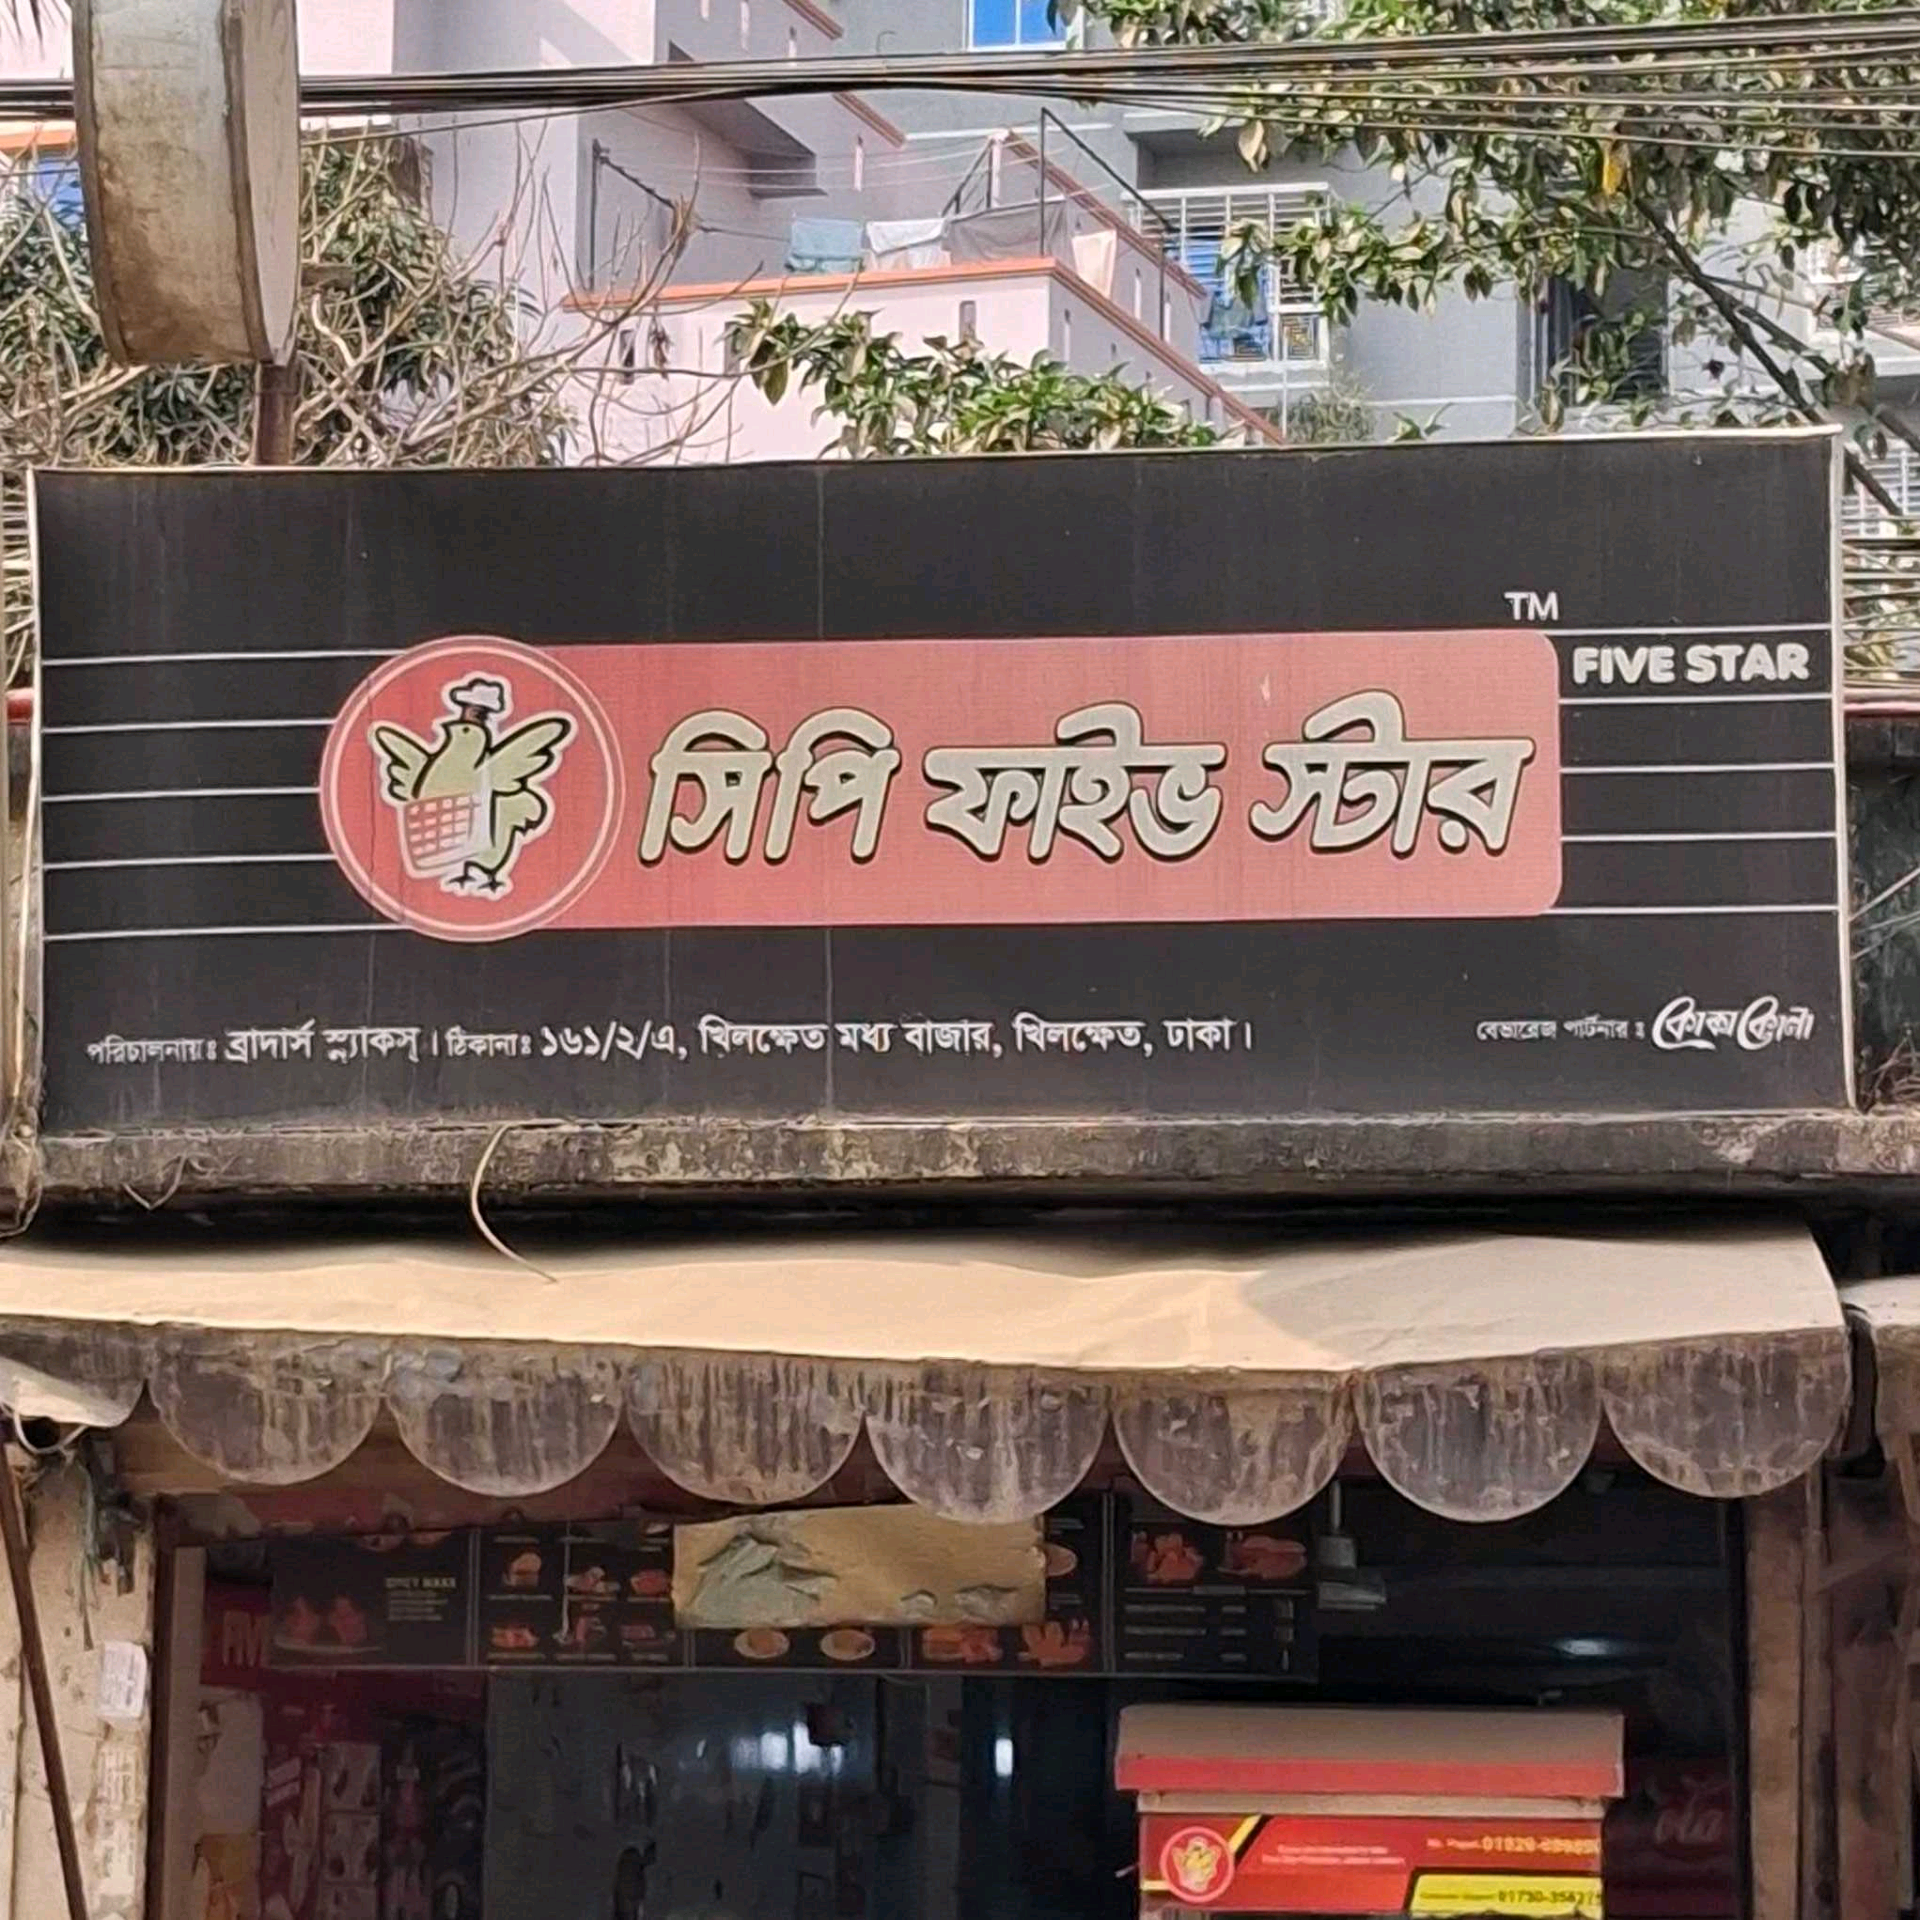 TM
FIVE STAR
সিপি ফাইভ স্টার
পরিচালনায়ঃ ব্রাদার্স স্ন্যাকস্ । ঠিকানাঃ ১৬১/২/এ, খিলক্ষেত মধ্য বাজার, খিলক্ষেত, ঢাকা।
বেভারেজ পার্টনার ঃ কোকা কোলা